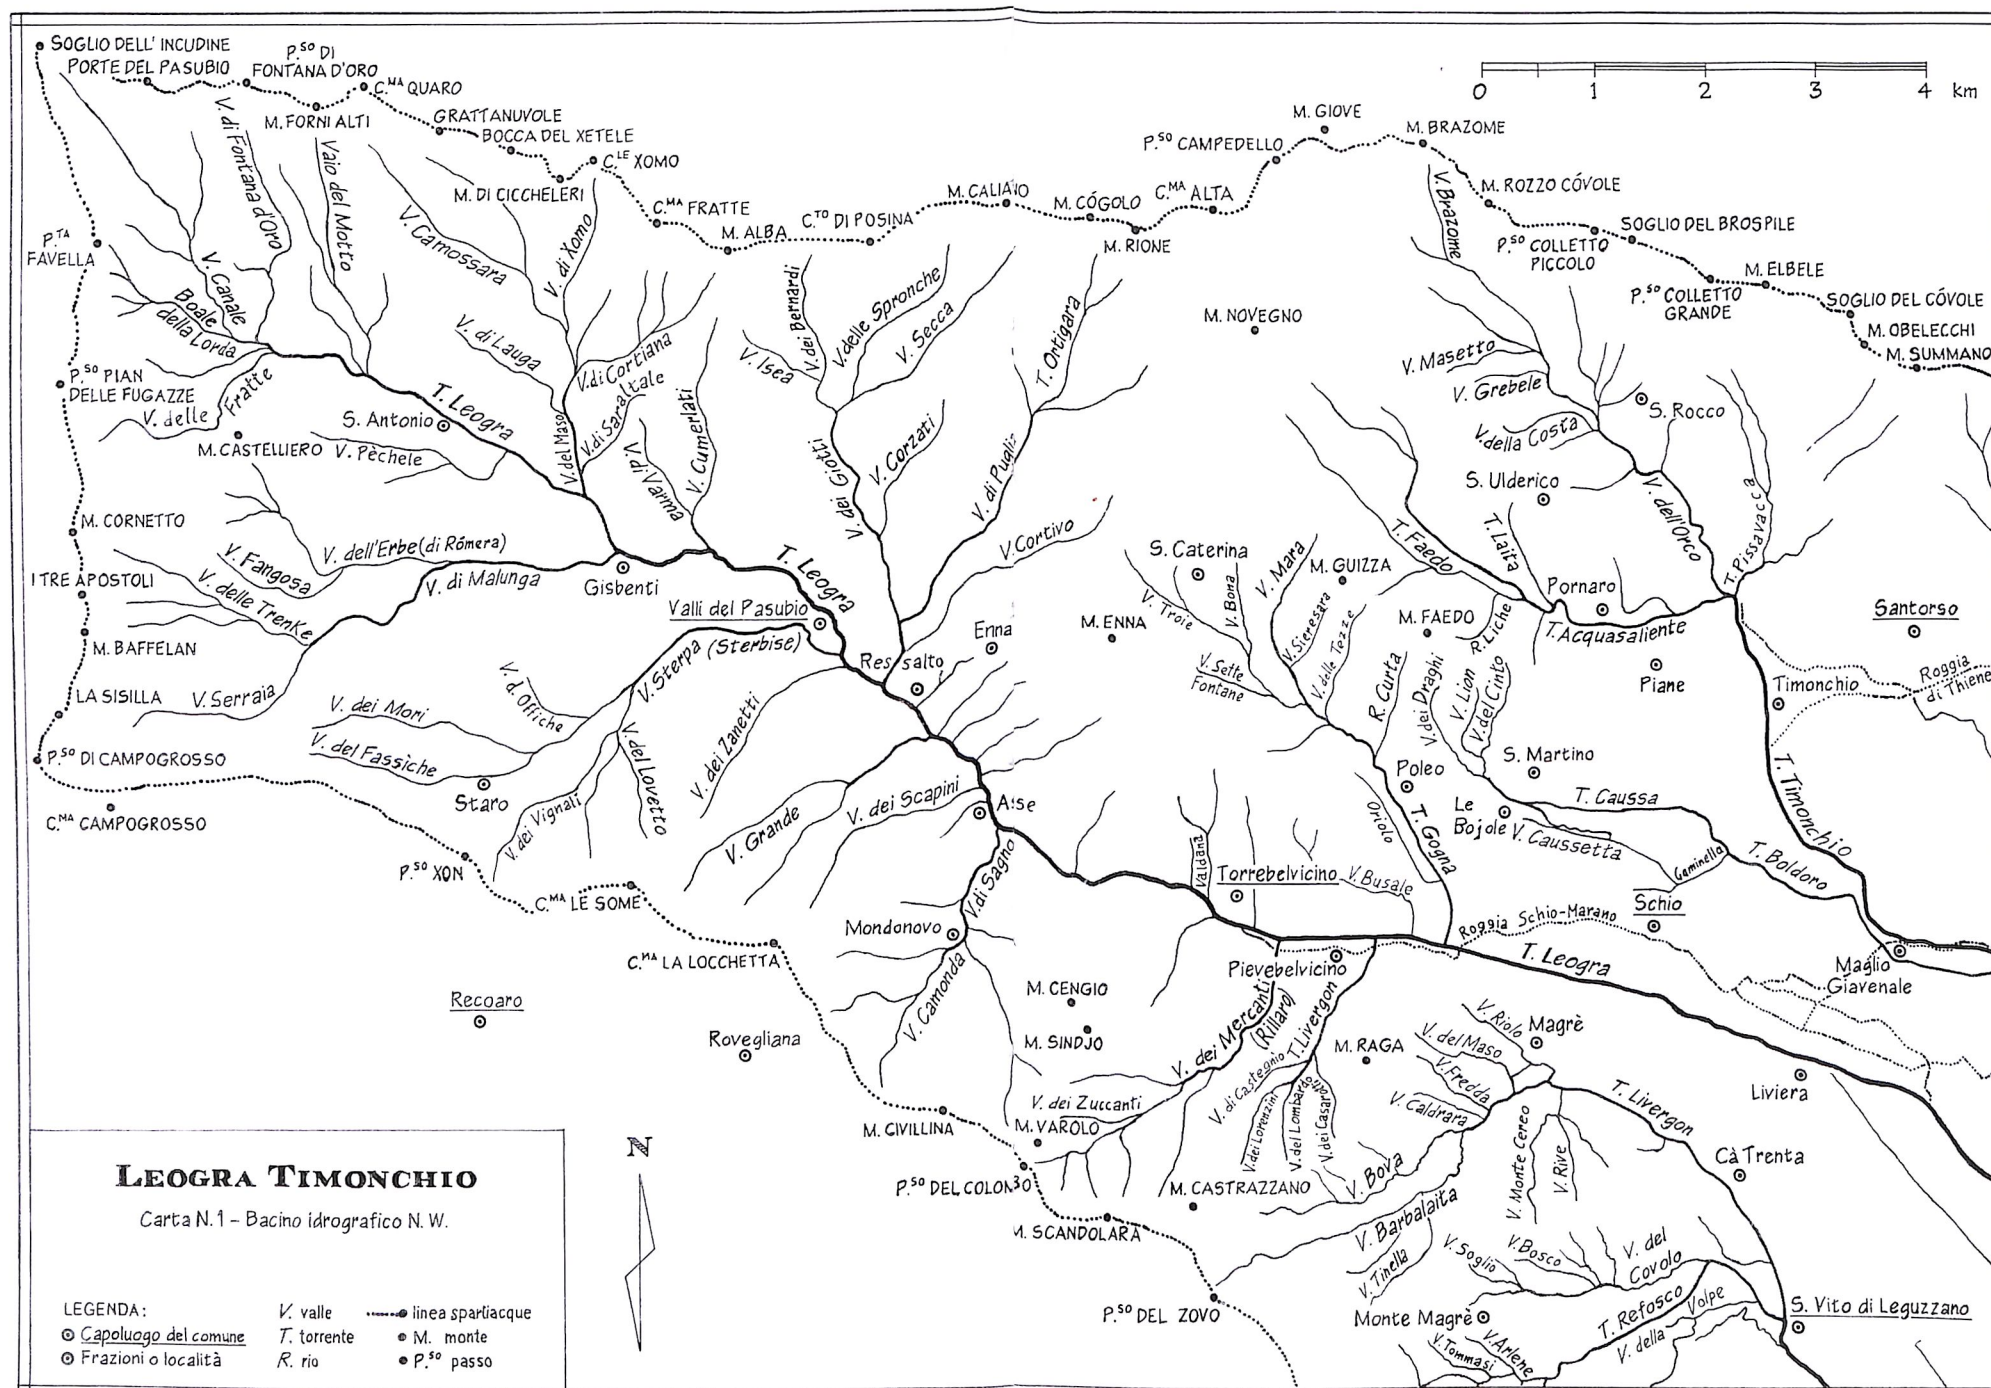 SOGLIO DELL' INCUDINE
PORTE DEL PASUBIO
P.SO DI
FONTANA D'ORO
C.MA QUARO
M. FORNI ALTI
GRATTANUVOLE
BOCCA DEL XETELE
C.LE XOMO
M. DI CICCHELERI
C.MA FRATTE
M. ALBA
C.TO DI POSINA
M. CALIAIO
M. CÓGOLO
M. RIONE
C.MA ALTA
P.SO CAMPEDELLO
M. GIOVE
M. BRAZOME
0 1 2 3 4 km
M. ROZZO CÓVOLE
P.SO COLLETTO
PICCOLO
SOGLIO DEL BROSPILE
P.SO COLLETTO
GRANDE
M. ELBELE
SOGLIO DEL CÓVOLE
M. OBELECCHI
M. SUMMANO
P.TA
FAVELLA
P.SO PIAN
DELLE FUGAZZE
M. CORNETTO
I TRE APOSTOLI
M. BAFFELAN
LA SISILLA
P.SO DI CAMPOGROSSO
C.MA CAMPOGROSSO
P.SO XON
C.MA LE SOME
C.MA LA LOCCHETTA
M. CIVILLINA
P.SO DEL COLOMBO
M. SCANDOLARA
P.SO DEL ZOVO
V. di Fontana d'Oro
Vaio del Motto
V. Canale
Boale
della Lorda
V. delle Fratte
M. CASTELLIERO
V. Camossara
V. di Xomo
V. di Lauga
V. di Cortiana
V. di Saraltale
V. del Maso
T. Leogra
S. Antonio
V. Pèchele
V. di Varma
V. Cumerlati
V. Isea
V. dei Bernardi
V. delle Spronche
V. Secca
V. dei Giotti
V. Corzati
T. Ortigara
V. di Puglia
V. Cortivo
M. NOVEGNO
V. Brazome
V. Masetto
V. Grebele
V. della Costa
S. Rocco
S. Ulderico
V. dell'Orco
T. Pissavacca
V. dell'Erbe (di Rómera)
V. Fangosa
V. delle Trenke
V. di Malunga
V. Serraia
Gisbenti
T. Leogra
Valli del Pasubio
V. Sterpa (Sterbise)
V. d. Offiche
V. dei Mori
V. del Fassiche
Staro
V. dei Vignali
V. del Lovetto
V. dei Zanetti
Ressalto
Enna
M. ENNA
V. Grande
V. dei Scapini
Asse
V. di Sagno
Mondonovo
V. Camonda
S. Caterina
V. Troie
V. Bona
V. Mara
M. GUIZZA
V. Sieresara
V. delle Tezze
V. Sette
Fontane
T. Faedo
T. Laita
Pornaro
T. Acquasaliente
M. FAEDO
R. Liche
R. Curta
V. dei Draghi
V. Lion
V. del Cinto
Piane
Timonchio
Santorso
Roggia
di Thiene
Poleo
S. Martino
T. Caussa
Le
Bojole
V. Caussetta
Oriolo
T. Gogna
Gaminella
T. Boldoro
T. Timonchio
Valdana
Torrebelvicino
V. Busale
Schio
Roggia Schio-Marano
T. Leogra
Maglio
Giavenale
Pievebelvicino
M. CENGIO
M. SINDIO
V. dei Mercanti
(Rillaro)
T. Livergon
V. di Castegnio
V. dei Lorenzini
V. del Lombardo
V. dei Casarotti
V. dei Zuccanti
M. VAROLO
M. CASTRAZZANO
M. RAGA
V. Riolo
Magrè
V. del Maso
V. Fredda
V. Caldrara
V. Bova
V. Barbalaita
V. Tinella
V. Monte Cereo
V. Rive
T. Livergon
Liviera
Cà Trenta
V. Soglio
V. Bosco
V. del
Covolo
Monte Magrè
T. Refosco
V. della Volpe
V. Tommasi
V. Arlene
S. Vito di Leguzzano
Recoaro
Rovegliana
N
LEOGRA TIMONCHIO
Carta N.1 – Bacino idrografico N. W.
LEGENDA:
Capoluogo del comune
Frazioni o località
V. valle
T. torrente
R. rio
linea spartiacque
M. monte
P.SO passo